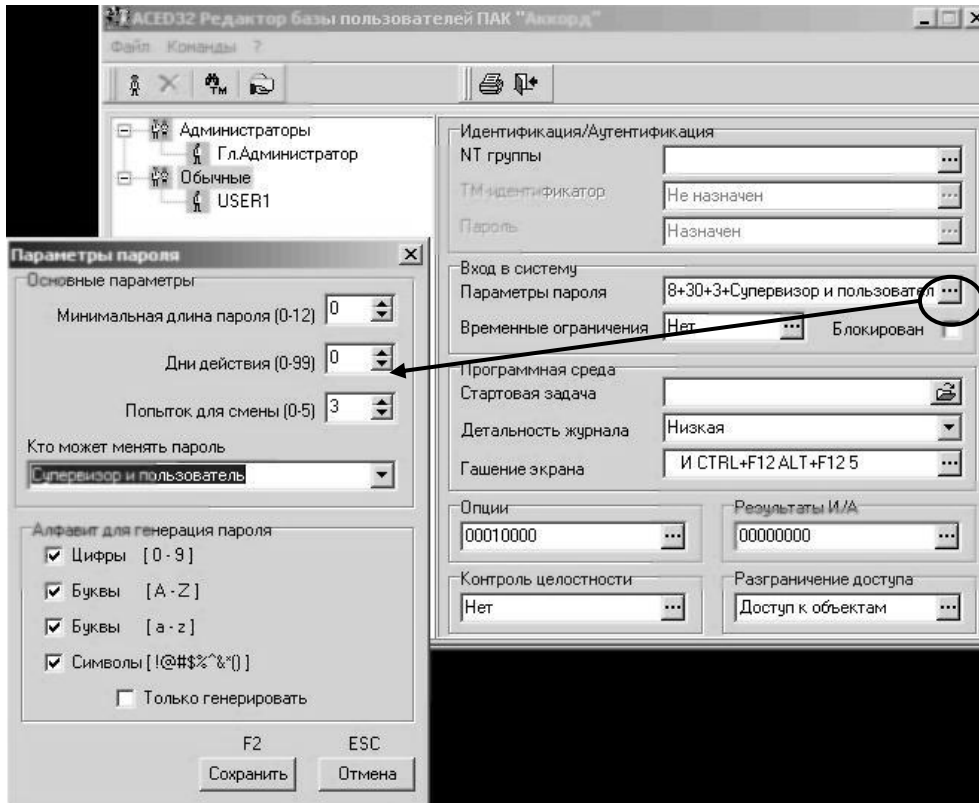 ACED32 Редактор базы пользователей ПАК "Аккорд"
Файл Команды ?
TM
Администраторы
Гл.Администратор
Обычные
USER1
Идентификация/Аутентификация
NT группы
ТМ-идентификатор Не назначен
Пароль Назначен
Вход в систему
Параметры пароля 8+30+3+Супервизор и пользовател
Временные ограничения Нет Блокирован
Программная среда
Стартовая задача
Детальность журнала Низкая
Гашение экрана И CTRL+F12 ALT+F12 5
Опции
00010000
Результаты И/А
00000000
Контроль целостности
Нет
Разграничение доступа
Доступ к объектам
Параметры пароля
Основные параметры
Минимальная длина пароля (0-12) 0
Дни действия (0-99) 0
Попыток для смены (0-5) 3
Кто может менять пароль
Супервизор и пользователь
Алфавит для генерация пароля
Цифры [ 0 - 9 ]
Буквы [ A - Z ]
Буквы [ a - z ]
Символы [ !@#$%^&*() ]
Только генерировать
F2 ESC
Сохранить Отмена